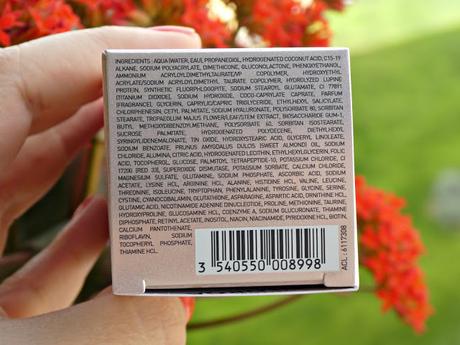 INGREDIENTS : AQUA (WATER, EAU), PROPANEDIOL, HYDROGENATED COCONUT ACID, C15-19
ALKANE, SODIUM POLYACRYLATE, DIMETHICONE, GLUCONOLACTONE, PHENOXYETHANOL,
AMMONIUM ACRYLOYLDIMETHYLTAURATE/VP COPOLYMER, HYDROXYETHYL
ACRYLATE/SODIUM ACRYLOYLDIMETHYL TAURATE COPOLYMER, HYDROLYZED LUPINE
PROTEIN, SYNTHETIC FLUORPHLOGOPITE, SODIUM STEAROYL GLUTAMATE, CI 77891
(TITANIUM DIOXIDE), SODIUM HYDROXIDE, COCO-CAPRYLATE CAPRATE, PARFUM
(FRAGRANCE), GLYCERIN, CAPRYLIC/CAPRIC TRIGLYCERIDE, ETHYLHEXYL SALICYLATE,
CHLORPHENESIN, CETYL PALMITATE, SODIUM HYALURONATE, POLYSORBATE 80, SORBITAN
STEARATE, TROPAEOLUM MAJUS FLOWER/LEAF/STEM EXTRACT, BIOSACCHARIDE GUM-1,
BUTYL METHOXYDIBENZOYLMETHANE, POLYSORBATE 60, SORBITAN ISOSTEARATE,
SUCROSE PALMITATE, HYDROGENATED POLYDECENE, DIETHYLHEXYL
SYRINGYLIDENEMALONATE, TIN OXIDE, HYDROXYSTEARIC ACID, GLYCERYL LINOLEATE,
SODIUM BENZOATE, PRUNUS AMYGDALUS DULCIS (SWEET ALMOND) OIL, SODIUM
CHLORIDE, ALUMINA, CITRIC ACID, HYDROGENATED LECITHIN, ETHYLHEXYLGLYCERIN, FOLIC
ACID, TOCOPHEROL, GLUCOSE, PALMITOYL TETRAPEPTIDE-10, POTASSIUM CHLORIDE, CI
17200 (RED 33), SUPEROXIDE DISMUTASE, POTASSIUM SORBATE, CALCIUM CHLORIDE,
MAGNESIUM SULFATE, GLUTAMINE, SODIUM PHOSPHATE, ASCORBIC ACID, SODIUM
ACETATE, LYSINE HCL, ARGININE HCL, ALANINE, HISTIDINE HCL, VALINE, LEUCINE,
THREONINE, ISOLEUCINE, TRYPTOPHAN, PHENYLALANINE, TYROSINE, GLYCINE, SERINE,
CYSTINE, CYANOCOBALAMIN, GLUTATHIONE, ASPARAGINE, ASPARTIC ACID, ORNITHINE HCL,
GLUTAMIC ACID, NICOTINAMIDE ADENINE DINUCLEOTIDE, PROLINE, METHIONINE, TAURINE,
HYDROXYPROLINE, GLUCOSAMINE HCL, COENZYME A, SODIUM GLUCURONATE, THIAMINE
DIPHOSPHATE, RETINYL ACETATE, INOSITOL, NIACIN, NIACINAMIDE, PYRIDOXINE HCL, BIOTIN,
CALCIUM PANTOTHENATE,
RIBOFLAVIN, SODIUM
TOCOPHERYL PHOSPHATE,
THIAMINE HCL.
3 540550 008998
ACL : 6117308